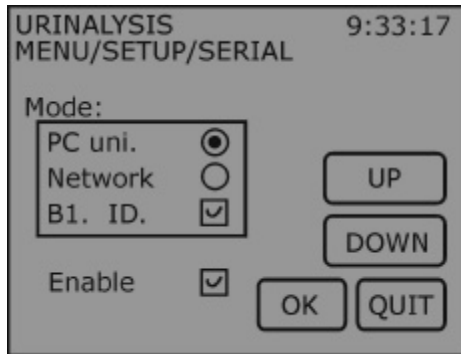 URINALYSIS 9:33:17
MENU/SETUP/SERIAL
Mode:
PC uni.
Network
B1. ID.
UP
DOWN
Enable
OK QUIT